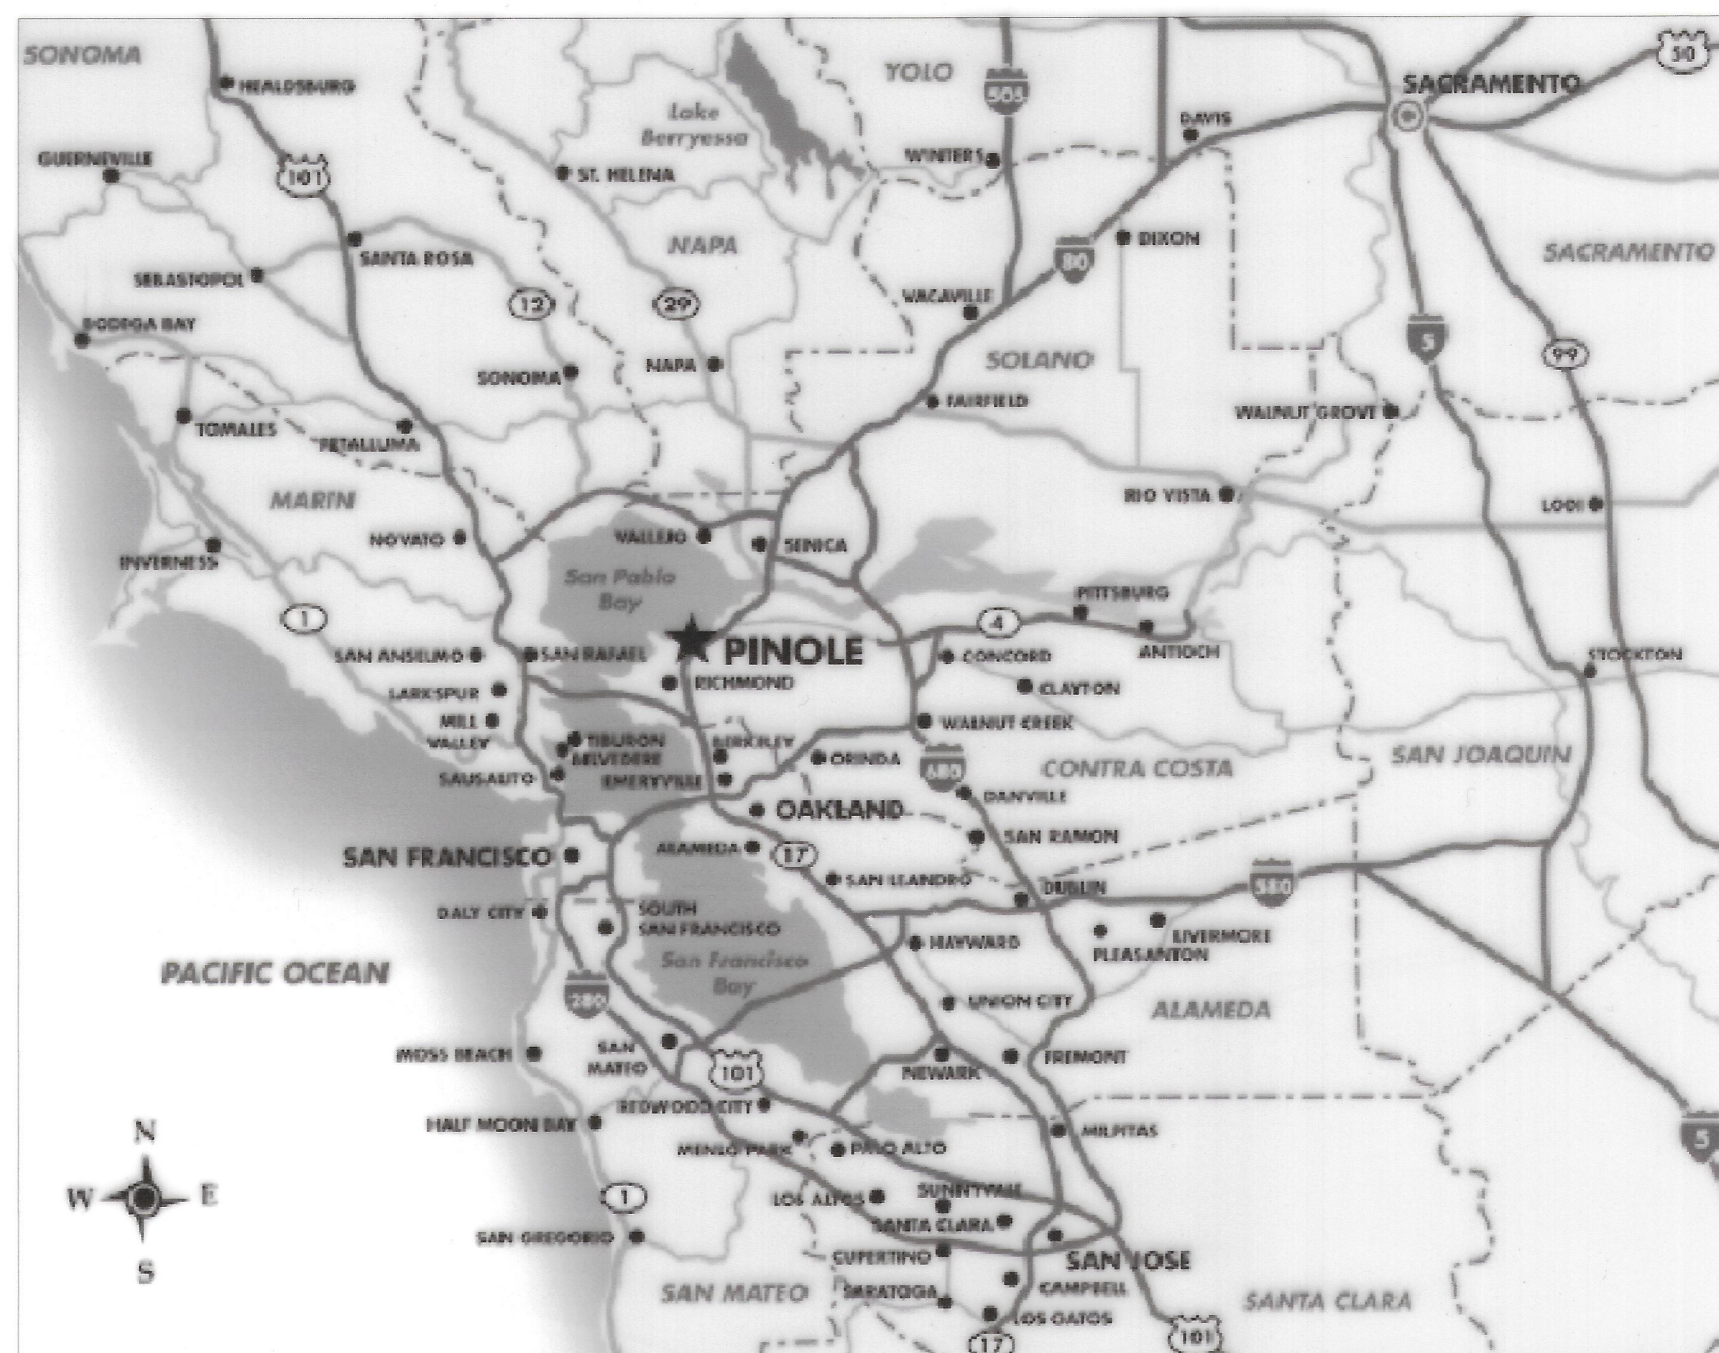 SONOMA
HEALDSBURG
YOLO
505
50
SACRAMENTO
Lake
Berryessa
DAVIS
GUERNEVILLE
101
ST. HELENA
WINTERS
NAPA
DIXON
SACRAMENTO
SANTA ROSA
80
SEBASTOPOL
12
29
VACAVILLE
BODEGA BAY
5
99
SONOMA
NAPA
SOLANO
FAIRFIELD
WALNUT GROVE
TOMALES
PETALUMA
MARIN
RIO VISTA
LODI
NOVATO
VALLEJO
SEINICA
INVERNESS
San Pablo
Bay
PITTSBURG
1
4
SAN ANSELMO
SAN RAFAEL
PINOLE
CONCORD
ANTIOCH
STOCKTON
LARKSPUR
RICHMOND
CLAYTON
MILL
VALLEY
WALNUT CREEK
TIBURON
BELVEDERE
BERKELEY
ORINDA
SAN JOAQUIN
SAUSALITO
EMERYVILLE
680
CONTRA COSTA
DANVILLE
OAKLAND
SAN RAMON
SAN FRANCISCO
ALAMEDA
17
SAN LEANDRO
DUBLIN
580
DALY CITY
SOUTH
SAN FRANCISCO
HAYWARD
LIVERMORE
PLEASANTON
PACIFIC OCEAN
San Francisco
Bay
280
UNION CITY
ALAMEDA
MOSS BEACH
SAN
MATEO
101
NEWARK
FREMONT
REDWOOD CITY
HALF MOON BAY
MILPITAS
5
N
MENLO PARK
PALO ALTO
W
E
1
LOS ALTOS
SUNNYVALE
SANTA CLARA
SAN GREGORIO
CUPERTINO
SAN JOSE
S
SAN MATEO
SARATOGA
CAMPBELL
SANTA CLARA
LOS GATOS
17
101